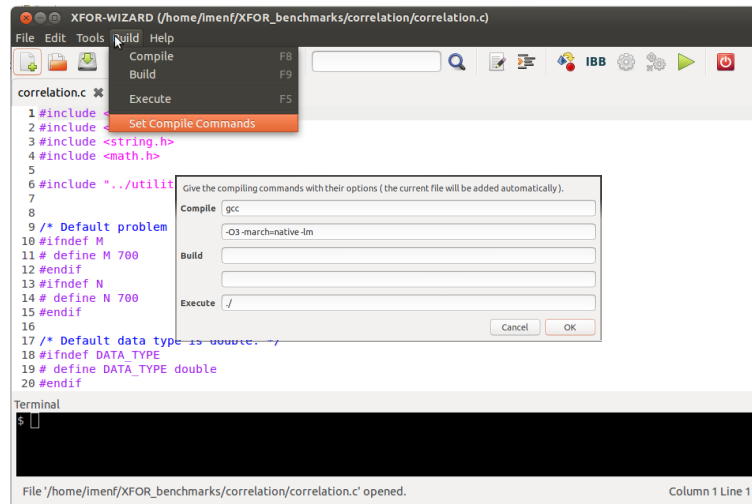 XFOR-WIZARD (/home/imenf/XFOR_benchmarks/correlation/correlation.c)
File Edit Tools Build Help
Compile F8
Build F9
Execute F5
Set Compile Commands
IBB
correlation.c
1 #include <
2 #include <
3 #include <string.h>
4 #include <math.h>
5
6 #include "../utilit
7
8
9 /* Default problem
10 #ifndef M
11 # define M 700
12 #endif
13 #ifndef N
14 # define N 700
15 #endif
16
17 /* Default data type is double. */
18 #ifndef DATA_TYPE
19 # define DATA_TYPE double
20 #endif
Give the compiling commands with their options ( the current file will be added automatically ).
Compile gcc
-O3 -march=native -lm
Build
Execute ./
Cancel OK
Terminal
$
File '/home/imenf/XFOR_benchmarks/correlation/correlation.c' opened.
Column 1 Line 1